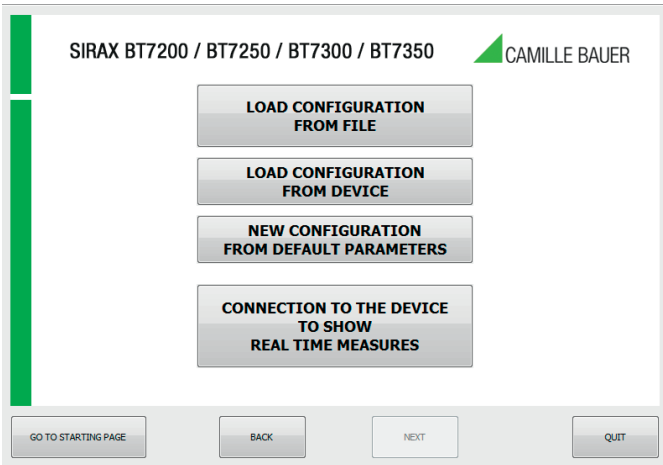 SIRAX BT7200 / BT7250 / BT7300 / BT7350
CAMILLE BAUER
LOAD CONFIGURATION
FROM FILE
LOAD CONFIGURATION
FROM DEVICE
NEW CONFIGURATION
FROM DEFAULT PARAMETERS
CONNECTION TO THE DEVICE
TO SHOW
REAL TIME MEASURES
GO TO STARTING PAGE
BACK
NEXT
QUIT